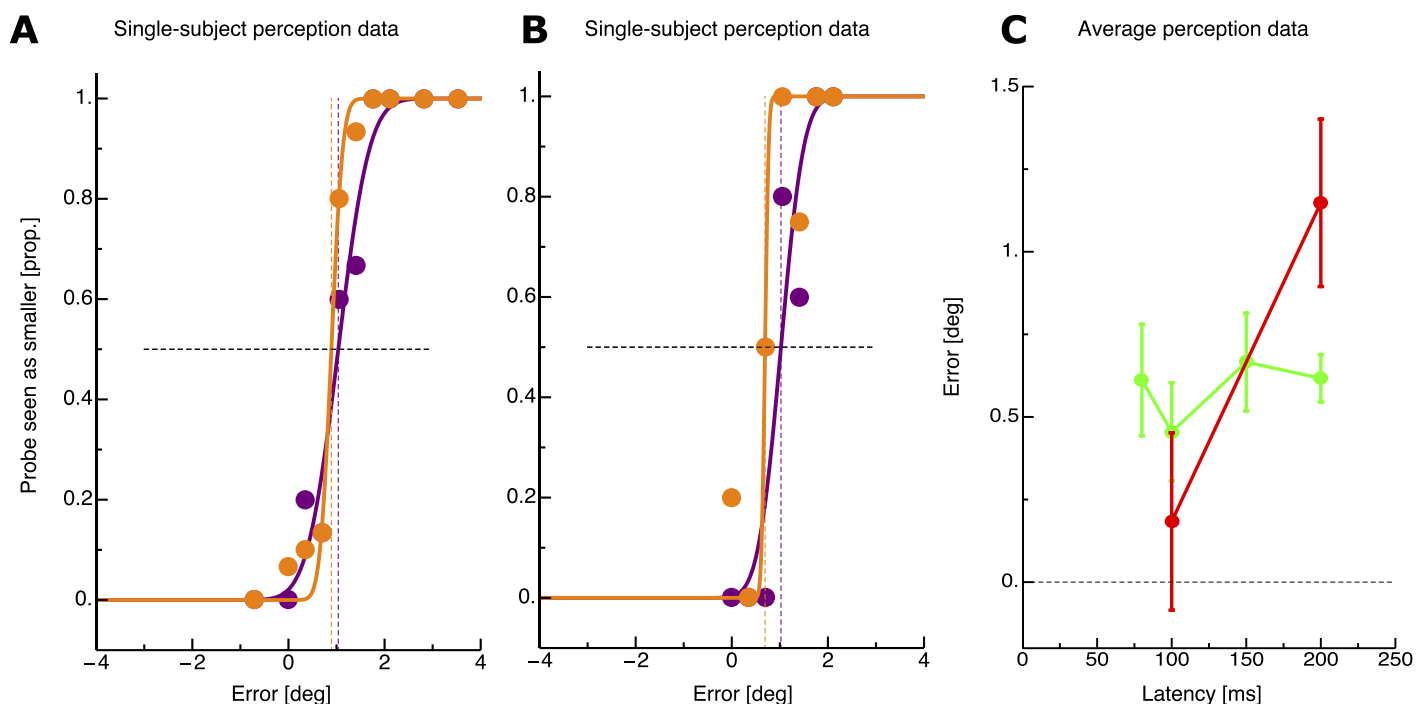 A Single-subject perception data
B Single-subject perception data
C Average perception data
Probe seen as smaller [prop.]
1.
0.8
0.6
0.4
0.2
0.
−4 −2 0 2 4
Error [deg]
1.
0.8
0.6
0.4
0.2
0.
−4 −2 0 2 4
Error [deg]
Error [deg]
1.5
1.
0.5
0.
0 50 100 150 200 250
Latency [ms]